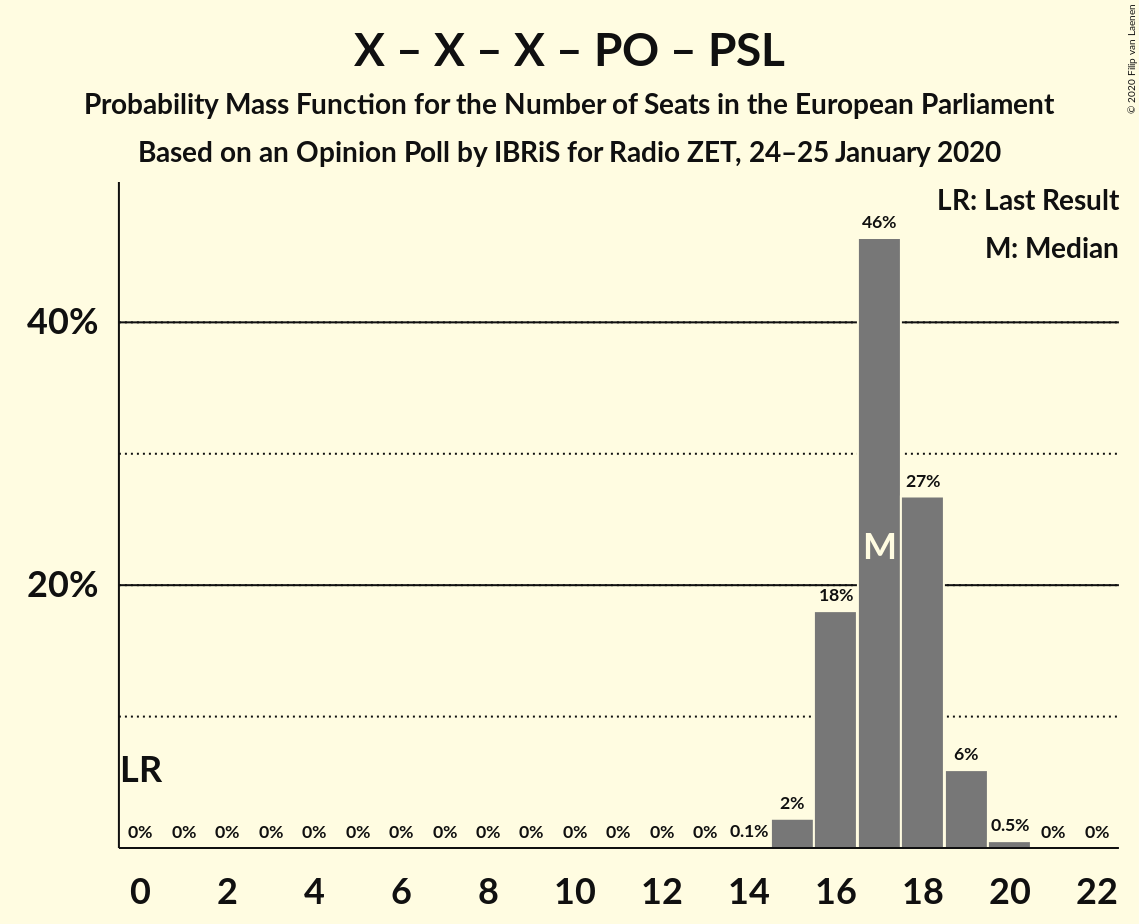 X – X – X – PO – PSL
Probability Mass Function for the Number of Seats in the European Parliament
Based on an Opinion Poll by IBRiS for Radio ZET, 24–25 January 2020
© 2020 Filip van Laenen
LR: Last Result
M: Median
46%
40%
27%
M
20%
18%
LR
6%
2%
0% 0% 0% 0% 0% 0% 0% 0% 0% 0% 0% 0% 0% 0% 0.1% 0.5% 0% 0%
0 2 4 6 8 10 12 14 16 18 20 22